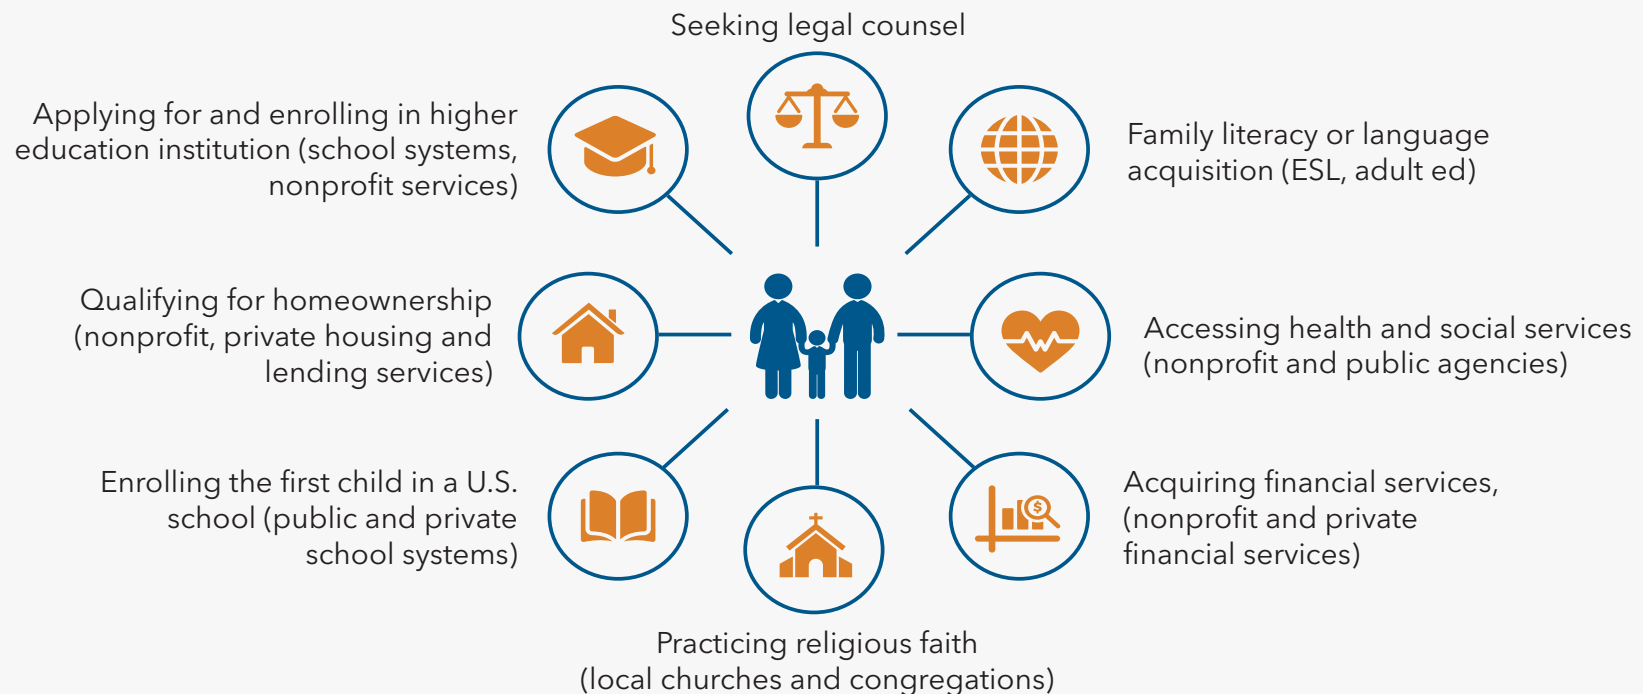 Seeking legal counsel
Applying for and enrolling in higher
education institution (school systems,
nonprofit services)
Family literacy or language
acquisition (ESL, adult ed)
Qualifying for homeownership
(nonprofit, private housing and
lending services)
Accessing health and social services
(nonprofit and public agencies)
Enrolling the first child in a U.S.
school (public and private
school systems)
$
Acquiring financial services,
(nonprofit and private
financial services)
Practicing religious faith
(local churches and congregations)